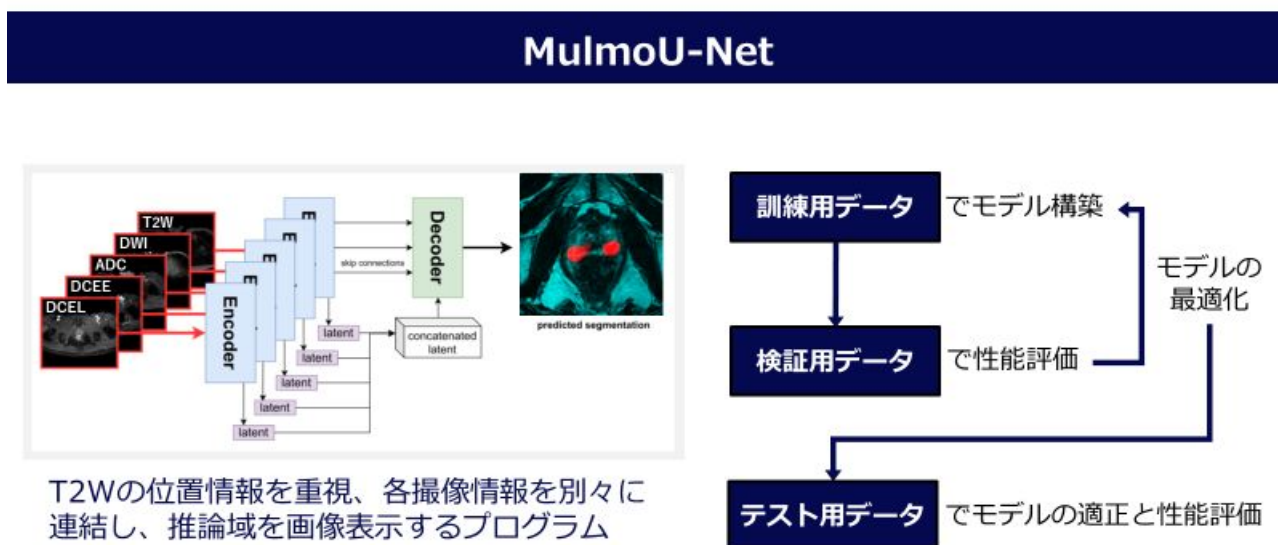 MulmoU-Net
T2W
DWI
ADC
DCEE
DCEL
Encoder
E
E
E
E
skip connections
Decoder
latent
latent
latent
latent
latent
concatenated
latent
predicted segmentation
T2Wの位置情報を重視、各撮像情報を別々に
連結し、推論域を画像表示するプログラム
訓練用データ でモデル構築
モデルの
最適化
検証用データ で性能評価
テスト用データ でモデルの適正と性能評価